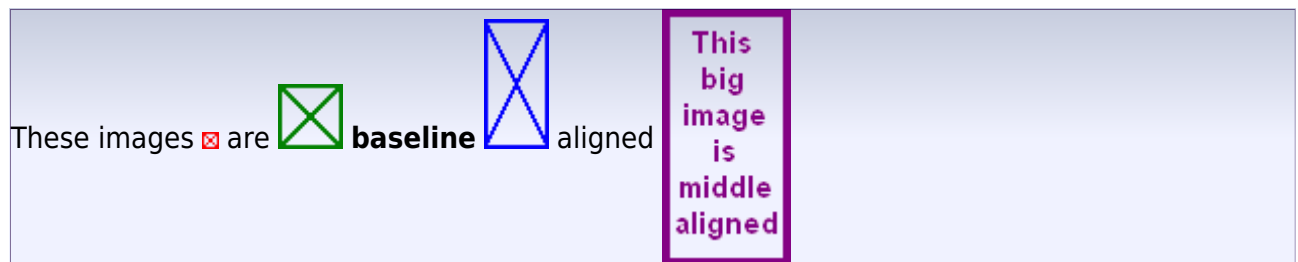 These images are baseline aligned
This
big
image
is
middle
aligned